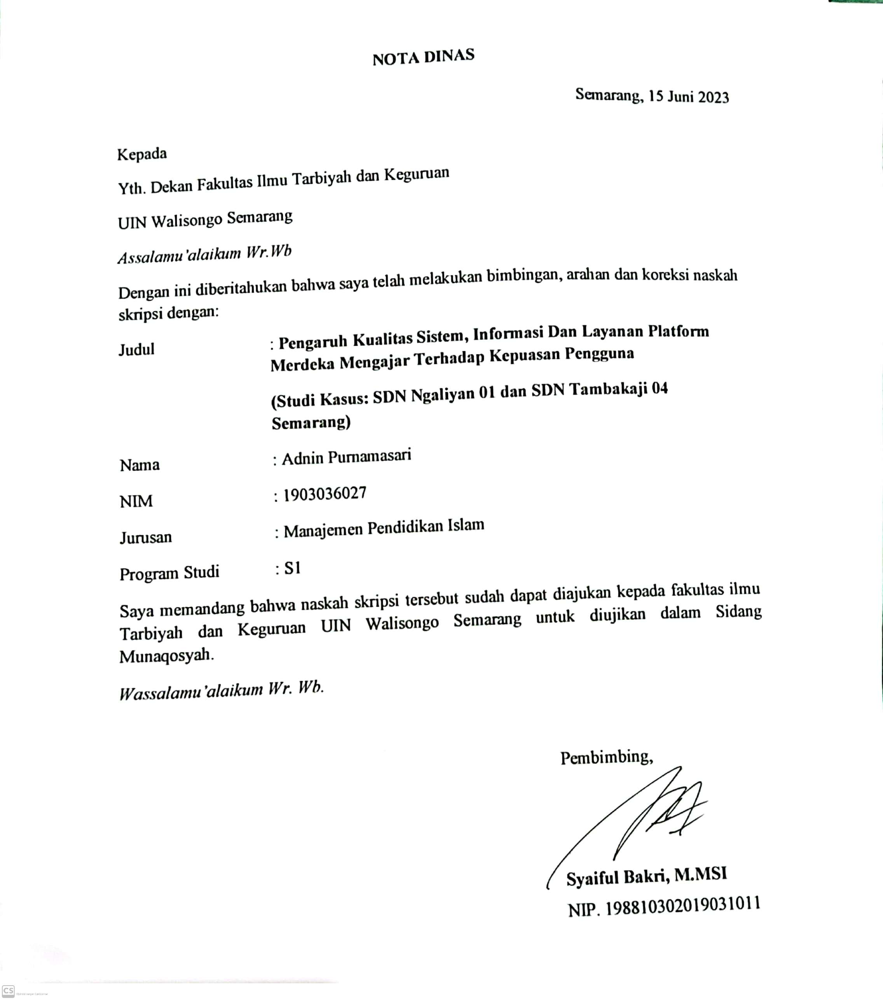 NOTA DINAS
Semarang, 15 Juni 2023
Kepada
Yth. Dekan Fakultas Ilmu Tarbiyah dan Keguruan
UIN Walisongo Semarang
Assalamu'alaikum Wr.Wb
Dengan ini diberitahukan bahwa saya telah melakukan bimbingan, arahan dan koreksi naskah
skripsi dengan:
Judul : Pengaruh Kualitas Sistem, Informasi Dan Layanan Platform
Merdeka Mengajar Terhadap Kepuasan Pengguna
(Studi Kasus: SDN Ngaliyan 01 dan SDN Tambakaji 04
Semarang)
Nama : Adnin Purnamasari
NIM : 1903036027
Jurusan : Manajemen Pendidikan Islam
Program Studi : S1
Saya memandang bahwa naskah skripsi tersebut sudah dapat diajukan kepada fakultas ilmu
Tarbiyah dan Keguruan UIN Walisongo Semarang untuk diujikan dalam Sidang
Munaqosyah.
Wassalamu'alaikum Wr. Wb.
Pembimbing,
Syaiful Bakri, M.MSI
NIP. 198810302019031011
CS